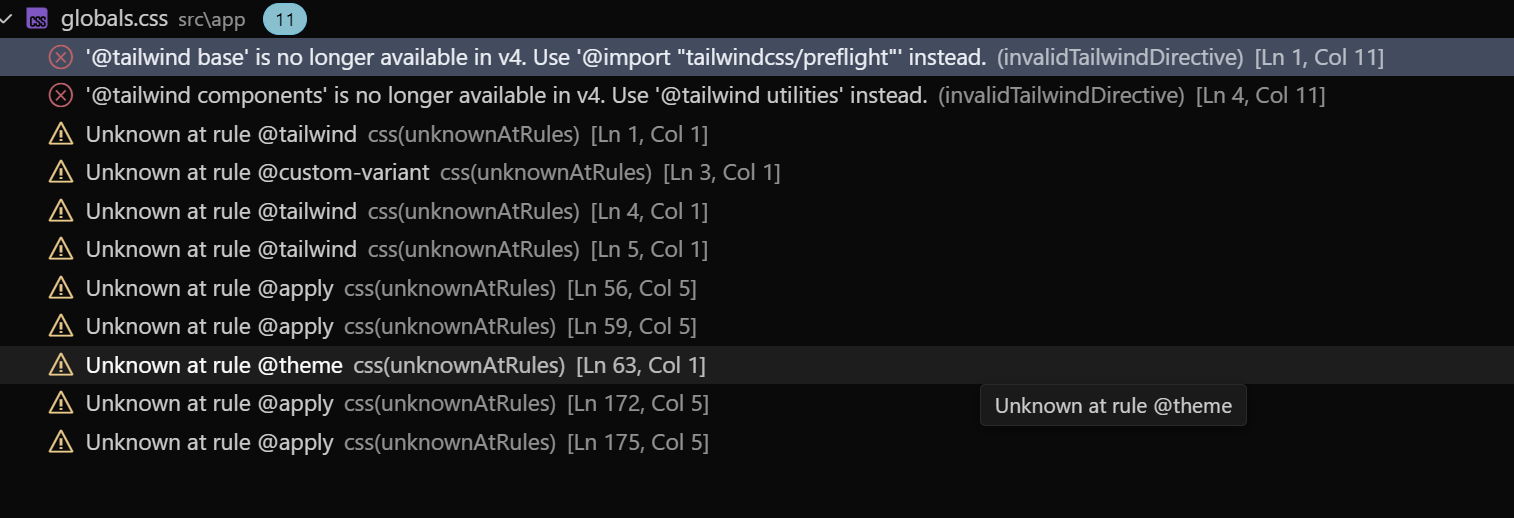 globals.css src\app 11
'@tailwind base' is no longer available in v4. Use '@import "tailwindcss/preflight"' instead. (invalidTailwindDirective) [Ln 1, Col 11]
'@tailwind components' is no longer available in v4. Use '@tailwind utilities' instead. (invalidTailwindDirective) [Ln 4, Col 11]
Unknown at rule @tailwind css(unknownAtRules) [Ln 1, Col 1]
Unknown at rule @custom-variant css(unknownAtRules) [Ln 3, Col 1]
Unknown at rule @tailwind css(unknownAtRules) [Ln 4, Col 1]
Unknown at rule @tailwind css(unknownAtRules) [Ln 5, Col 1]
Unknown at rule @apply css(unknownAtRules) [Ln 56, Col 5]
Unknown at rule @apply css(unknownAtRules) [Ln 59, Col 5]
Unknown at rule @theme css(unknownAtRules) [Ln 63, Col 1]
Unknown at rule @apply css(unknownAtRules) [Ln 172, Col 5]
Unknown at rule @theme
Unknown at rule @apply css(unknownAtRules) [Ln 175, Col 5]